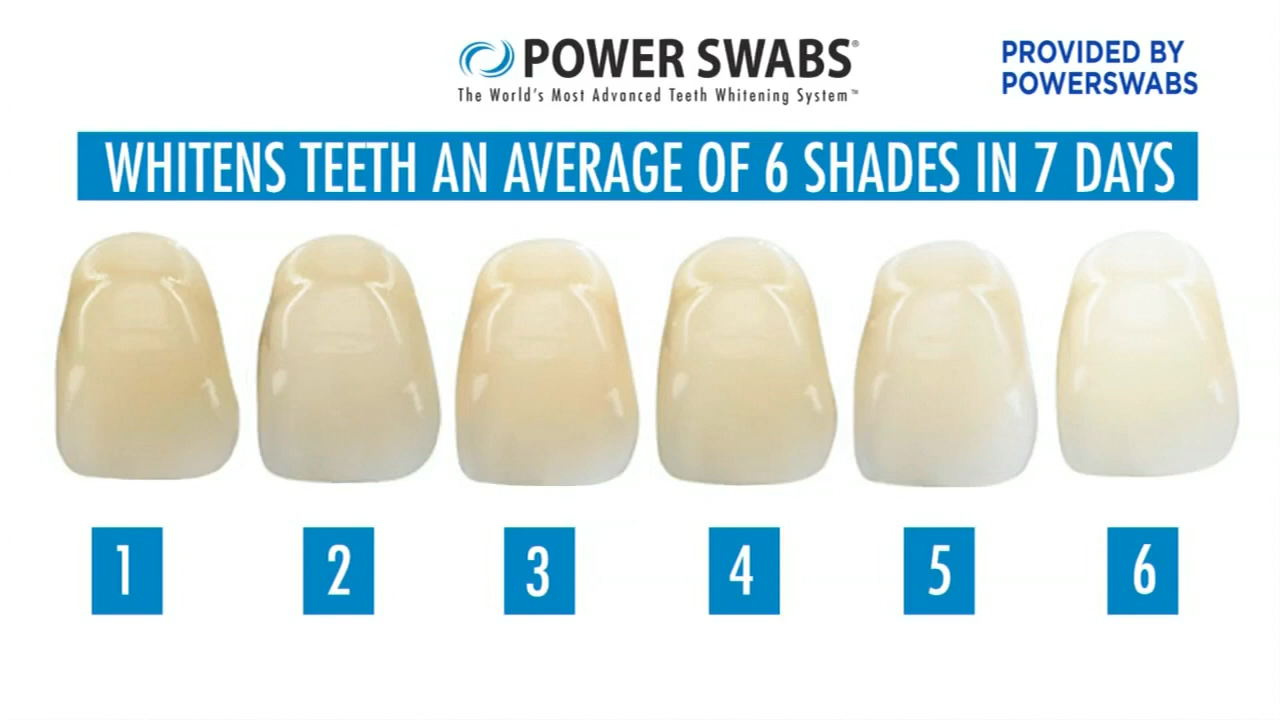 POWER SWABS®
The World's Most Advanced Teeth Whitening System™
PROVIDED BY
POWERSWABS
WHITENS TEETH AN AVERAGE OF 6 SHADES IN 7 DAYS
1 2 3 4 5 6